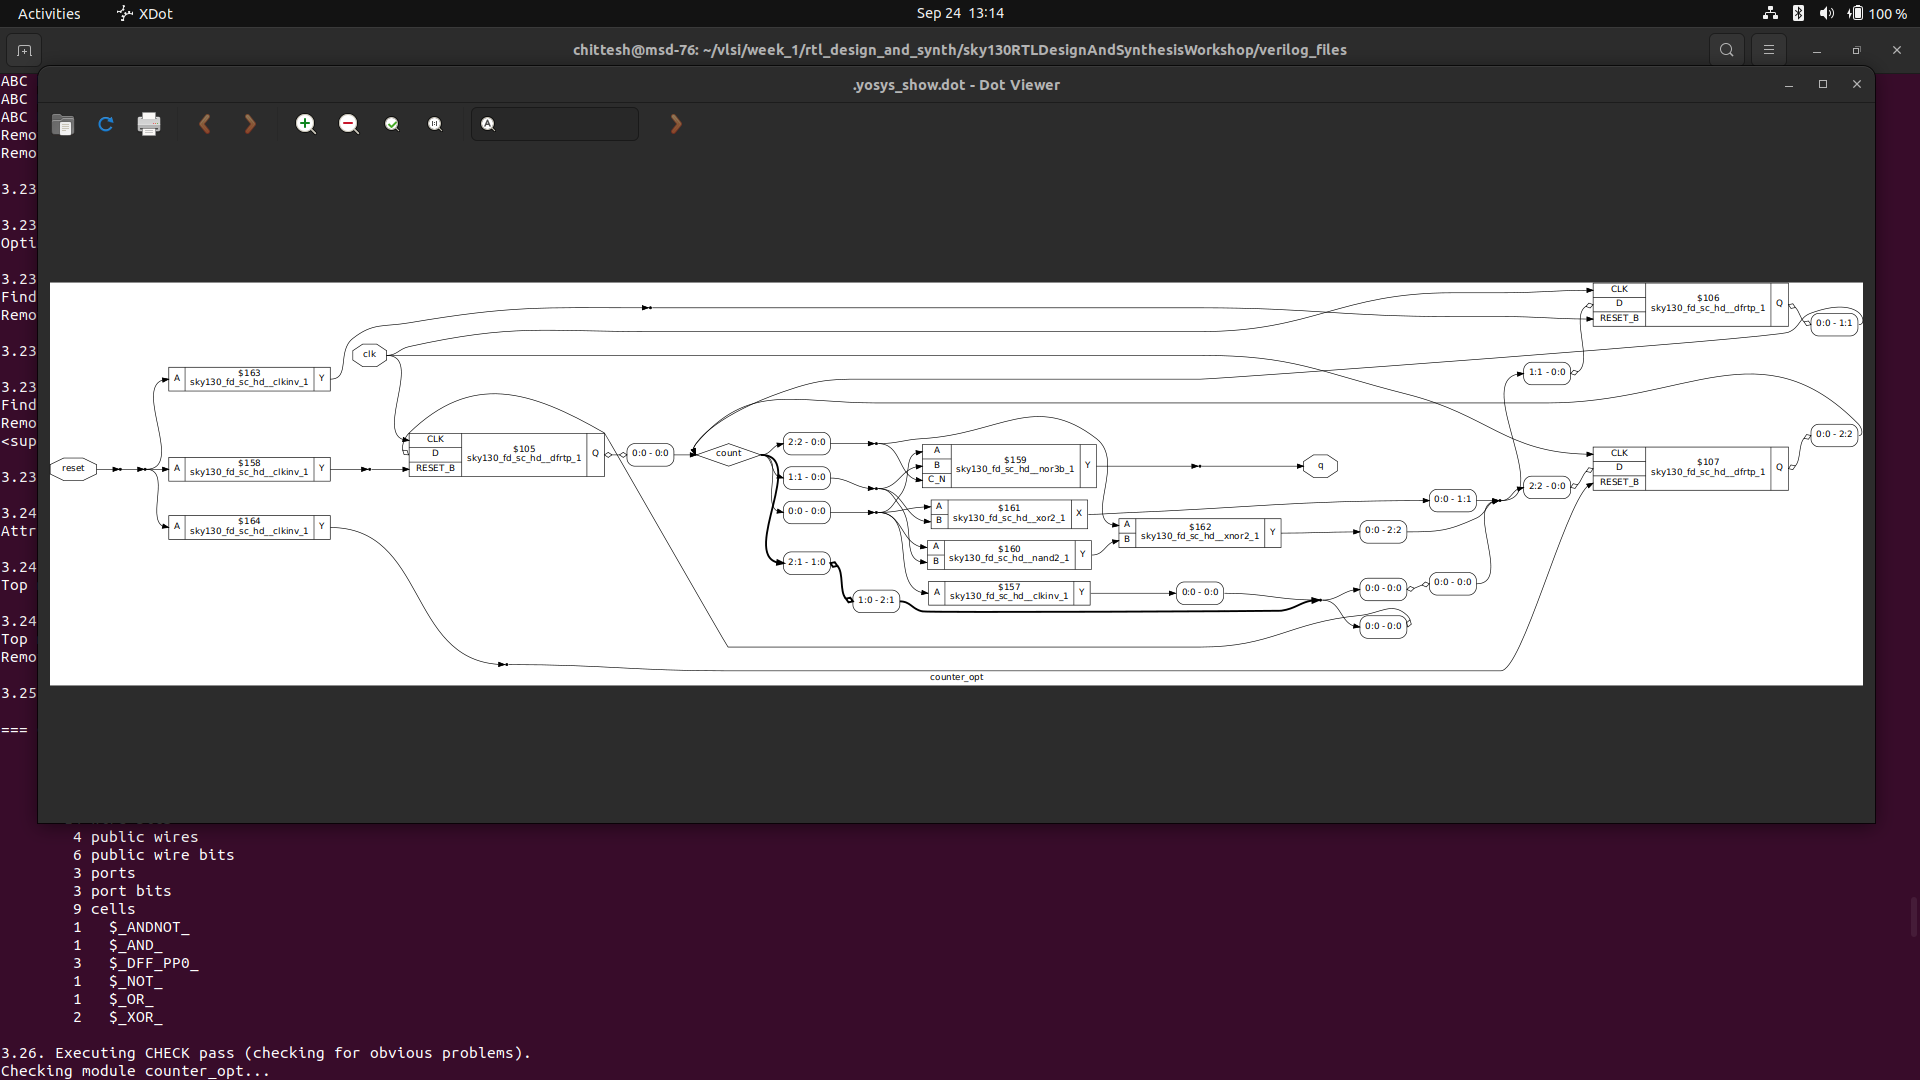 Activities
XDot
Sep 24 13:14
100 %
chittesh@msd-76: ~/vlsi/week_1/rtl_design_and_synth/sky130RTLDesignAndSynthesisWorkshop/verilog_files
.yosys_show.dot - Dot Viewer
ABC
ABC
ABC
Remo
Remo
3.23
3.23
Opti
3.23
Find
Remo
3.23
3.23
Find
Remo
<sup
3.23
3.24
Attr
3.24
Top
3.24
Top
Remo
3.25
===
reset
A
$163
sky130_fd_sc_hd__clkinv_1
Y
A
$158
sky130_fd_sc_hd__clkinv_1
Y
A
$164
sky130_fd_sc_hd__clkinv_1
Y
clk
CLK
D
RESET_B
$105
sky130_fd_sc_hd__dfrtp_1
Q
0:0 - 0:0
count
2:2 - 0:0
1:1 - 0:0
0:0 - 0:0
2:1 - 1:0
1:0 - 2:1
A
B
C_N
$159
sky130_fd_sc_hd__nor3b_1
Y
A
B
$161
sky130_fd_sc_hd__xor2_1
X
A
B
$160
sky130_fd_sc_hd__nand2_1
Y
A
$157
sky130_fd_sc_hd__clkinv_1
Y
A
B
$162
sky130_fd_sc_hd__xnor2_1
Y
0:0 - 0:0
q
0:0 - 2:2
0:0 - 0:0
0:0 - 0:0
0:0 - 1:1
0:0 - 0:0
1:1 - 0:0
2:2 - 0:0
CLK
D
RESET_B
$106
sky130_fd_sc_hd__dfrtp_1
Q
0:0 - 1:1
CLK
D
RESET_B
$107
sky130_fd_sc_hd__dfrtp_1
Q
0:0 - 2:2
counter_opt
4 public wires
6 public wire bits
3 ports
3 port bits
9 cells
1 $_ANDNOT_
1 $_AND_
3 $_DFF_PP0_
1 $_NOT_
1 $_OR_
2 $_XOR_
3.26. Executing CHECK pass (checking for obvious problems).
Checking module counter_opt...